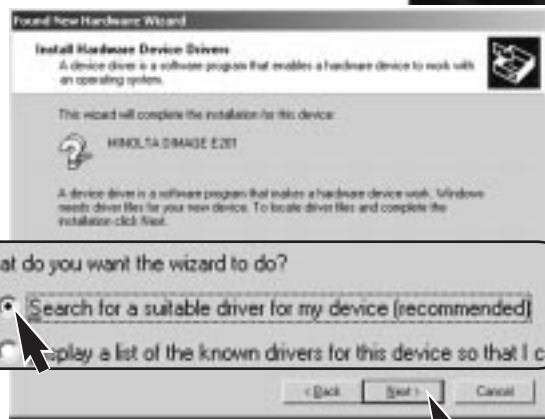 Found New Hardware Wizard
Install Hardware Device Drivers
A device driver is a software program that enables a hardware device to work with
an operating system.
This wizard will complete the installation for this device:
MINOLTA DIMAGE E201
A device driver is a software program that makes a hardware device work. Windows
needs driver files for your new device. To locate driver files and complete the
installation click Next.
at do you want the wizard to do?
Search for a suitable driver for my device (recommended)
splay a list of the known drivers for this device so that I c
< Back Next > Cancel